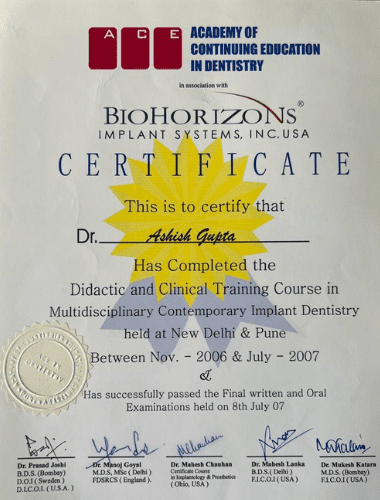 A C E
ACADEMY OF
CONTINUING EDUCATION
IN DENTISTRY
in association with
BIOHORIZONS®
IMPLANT SYSTEMS, INC. USA
CERTIFICATE
This is to certify that
Dr. Ashish Gupta
Has Completed the
Didactic and Clinical Training Course in
Multidisciplinary Contemporary Implant Dentistry
held at New Delhi & Pune
Between Nov. - 2006 & July - 2007
&
Has successfully passed the Final written and Oral
Examinations held on 8th July 07
Dr. Prasad Joshi Dr. Manoj Goyal Dr. Mahesh Chauhan Dr. Mahesh Lanka Dr. Mukesh Kataria
B.D.S. (Bombay) M.D.S, MSc ( Delhi ) Certificate Course B.D.S. ( Delhi ) M.D.S. (Bombay)
D.O.I ( Sweden ) FDSRCS ( England ). in Implantology & Prosthetics F.I.C.O.I (USA ) F.I.C.O.I (USA )
D.I.C.O.I. ( U.S.A. ) ( Ohio, USA )